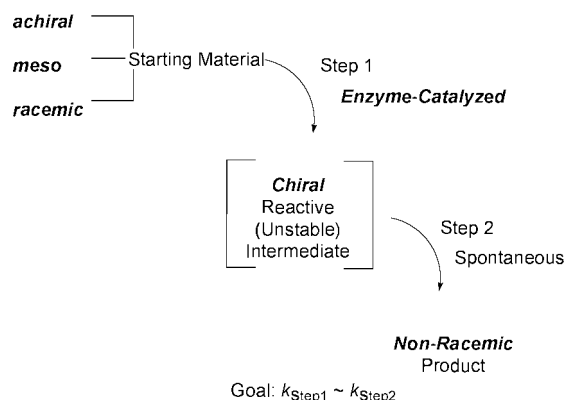 achiral
meso
racemic
Starting Material
Step 1
Enzyme-Catalyzed
Chiral
Reactive
(Unstable)
Intermediate
Step 2
Spontaneous
Non-Racemic
Product
Goal: kStep1 ~ kStep2